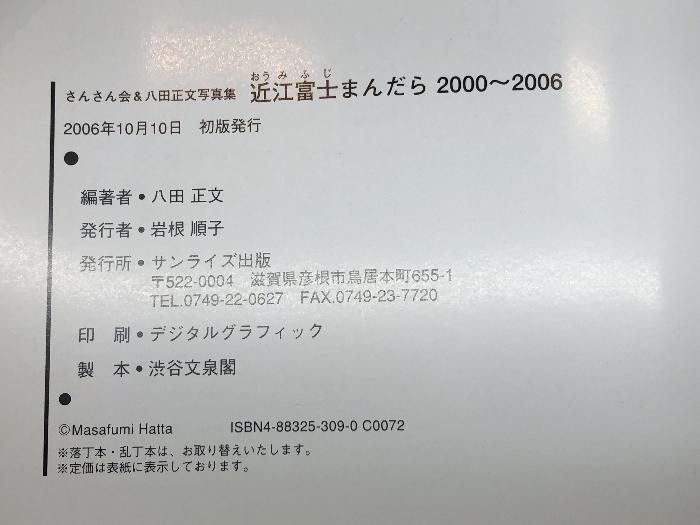 さんさん会&八田正文写真集 近江富士まんだら 2000〜2006
おうみふじ
2006年10月10日 初版発行
編著者・八田 正文
発行者・岩根 順子
発行所・サンライズ出版
〒522-0004 滋賀県彦根市鳥居本町655-1
TEL.0749-22-0627 FAX.0749-23-7720
印 刷・デジタルグラフィック
製 本・渋谷文泉閣
©Masafumi Hatta ISBN4-88325-309-0 C0072
※落丁本・乱丁本は、お取り替えいたします。
※定価は表紙に表示しております。